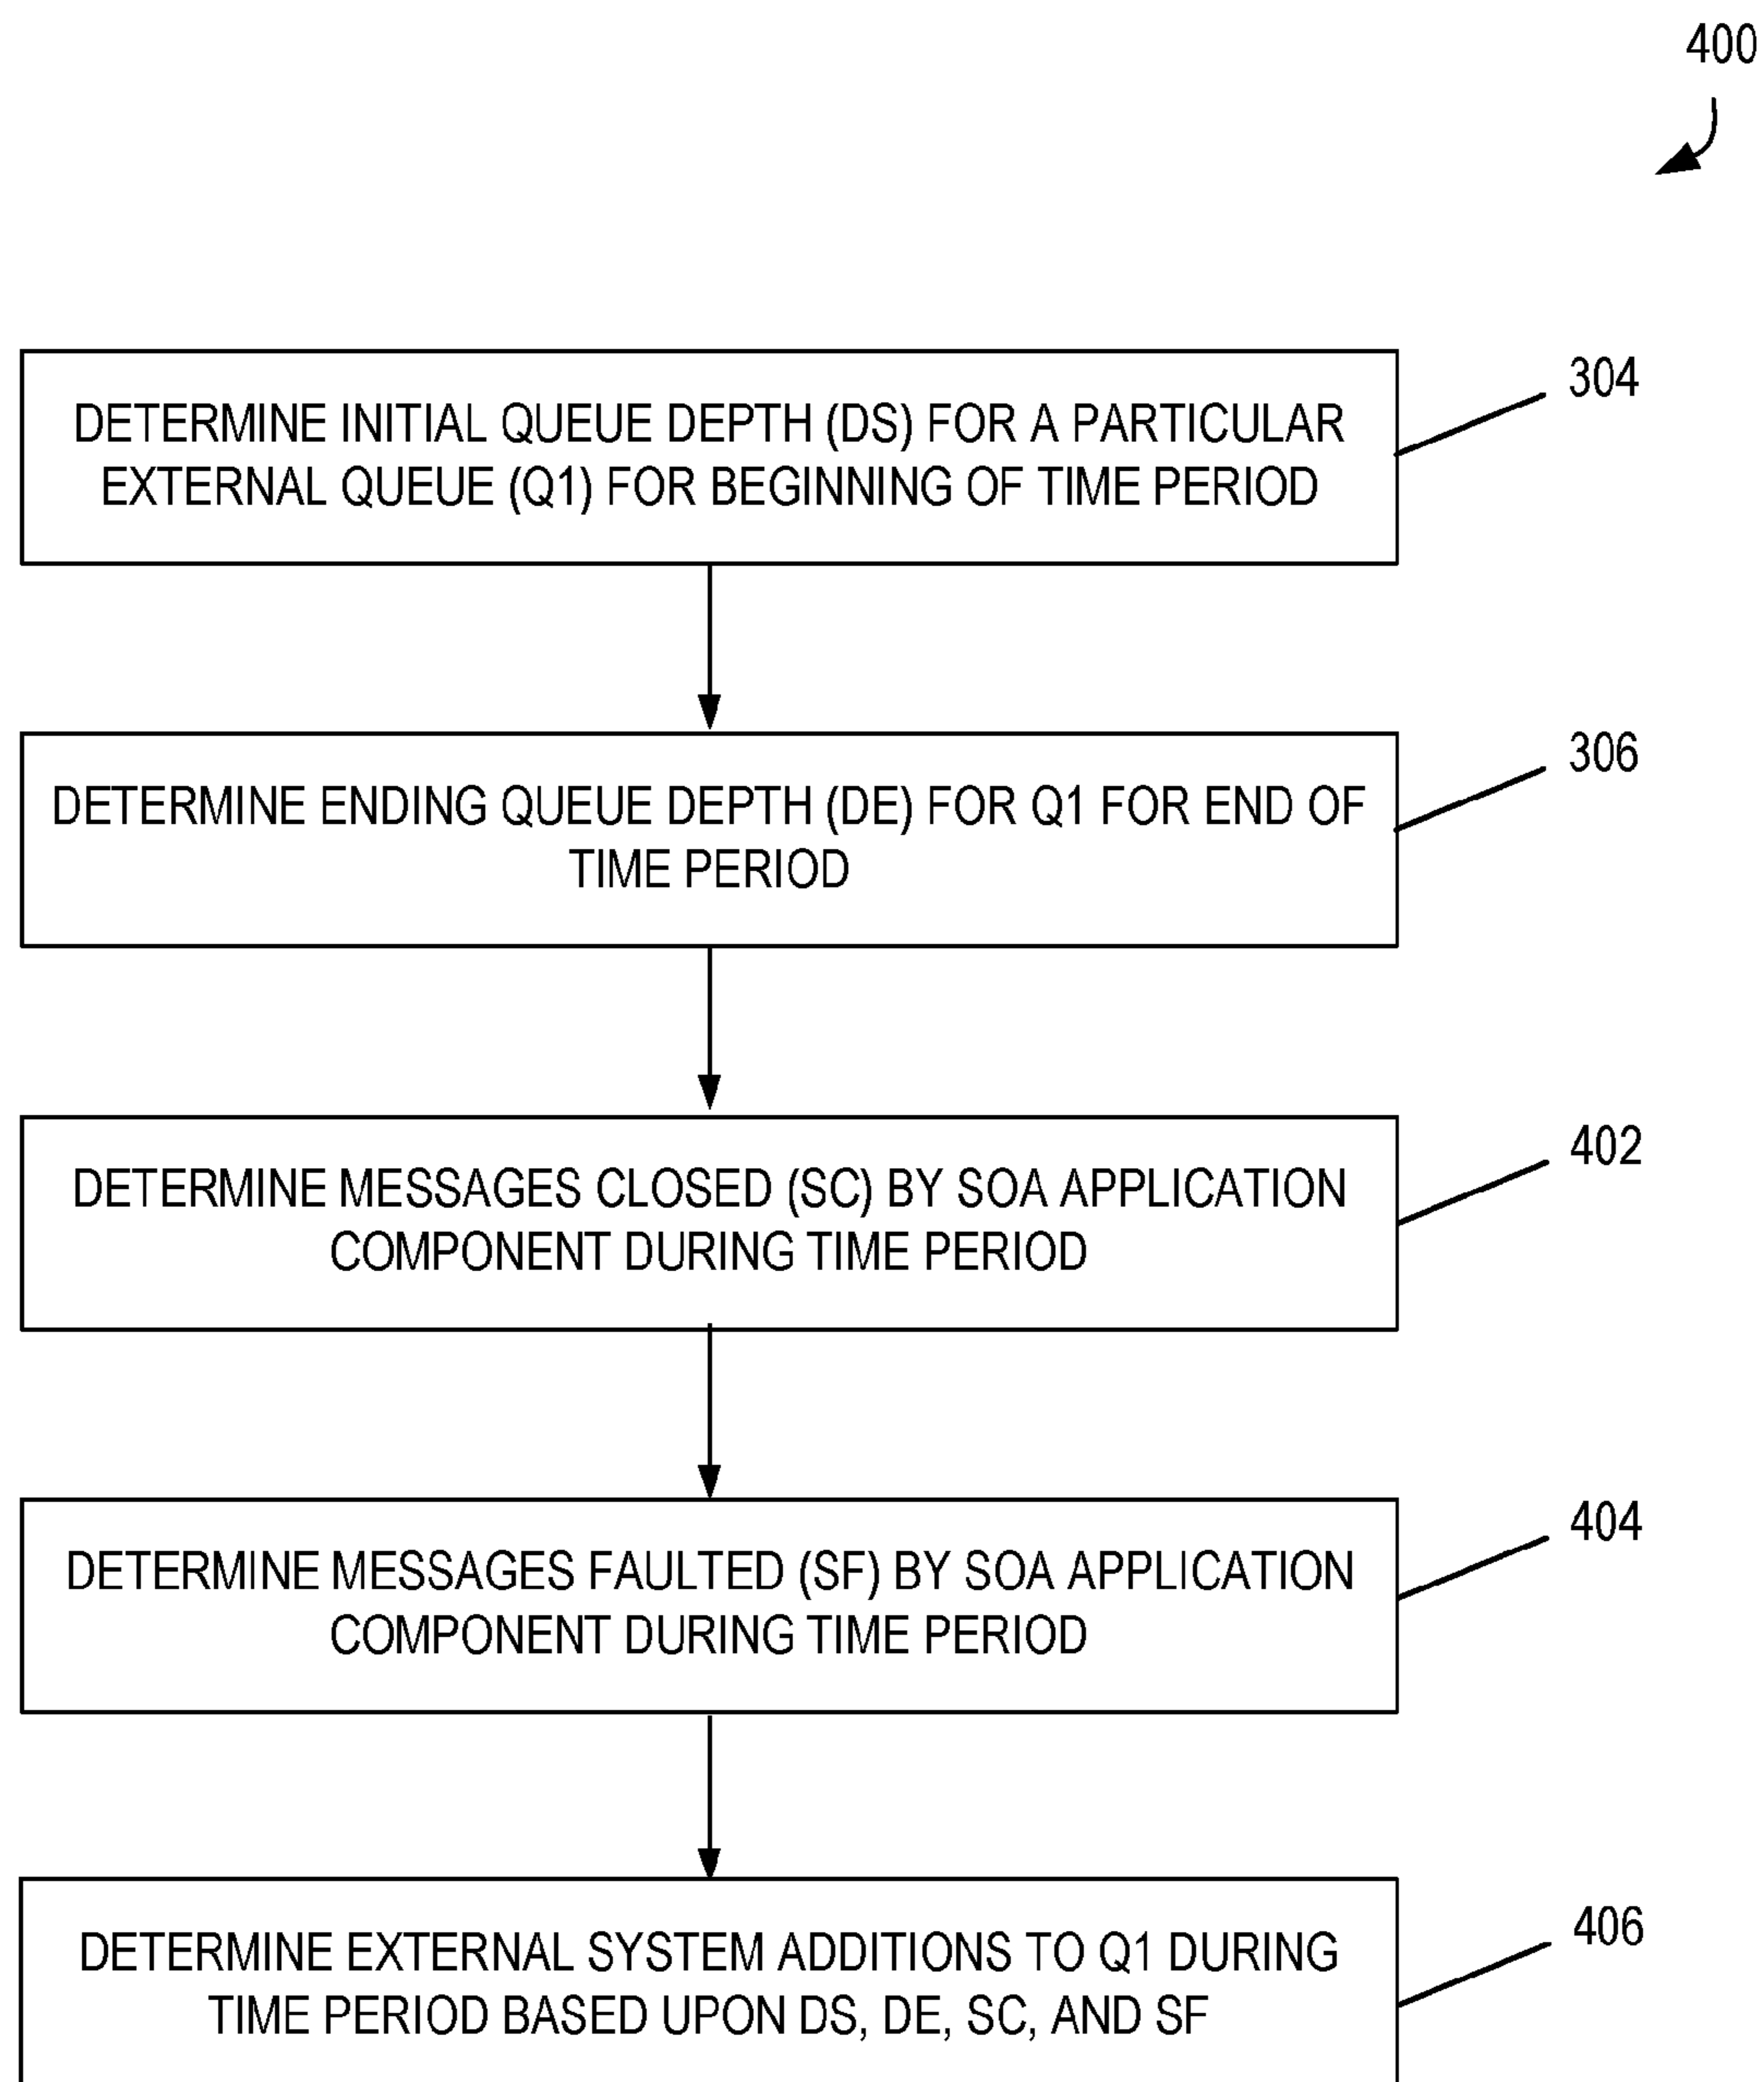 400
DETERMINE INITIAL QUEUE DEPTH (DS) FOR A PARTICULAR
EXTERNAL QUEUE (Q1) FOR BEGINNING OF TIME PERIOD
304
DETERMINE ENDING QUEUE DEPTH (DE) FOR Q1 FOR END OF
TIME PERIOD
306
DETERMINE MESSAGES CLOSED (SC) BY SOA APPLICATION
COMPONENT DURING TIME PERIOD
402
DETERMINE MESSAGES FAULTED (SF) BY SOA APPLICATION
COMPONENT DURING TIME PERIOD
404
DETERMINE EXTERNAL SYSTEM ADDITIONS TO Q1 DURING
TIME PERIOD BASED UPON DS, DE, SC, AND SF
406